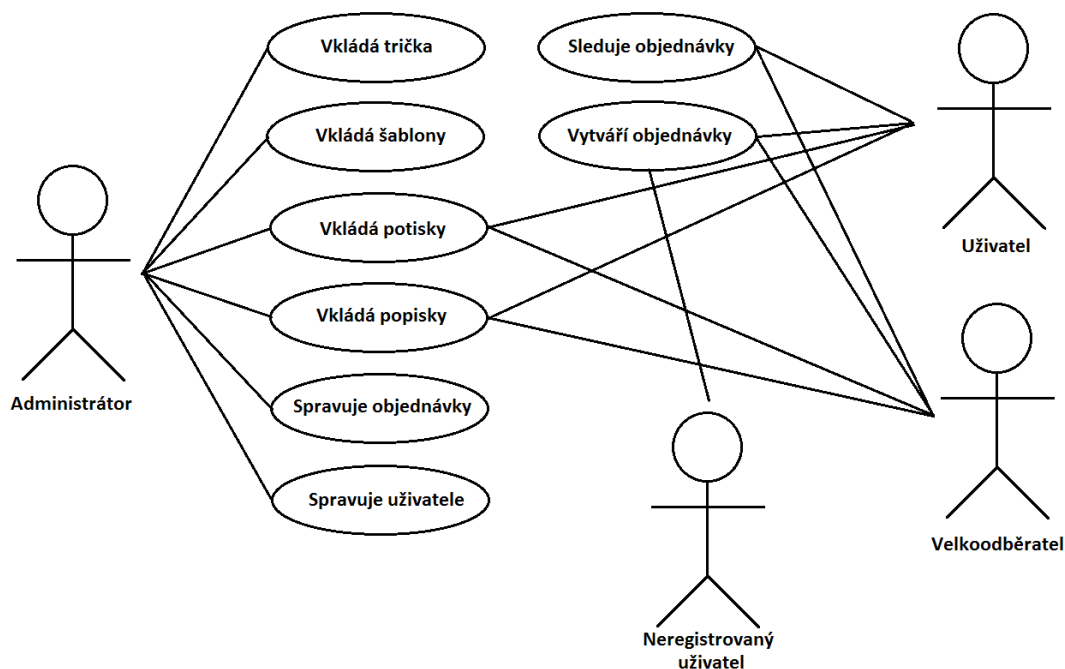 Vkládá trička
Sleduje objednávky
Vkládá šablony
Vytváří objednávky
Vkládá potisky
Uživatel
Vkládá popisky
Administrátor
Spravuje objednávky
Spravuje uživatele
Velkoodběratel
Neregistrovaný
uživatel